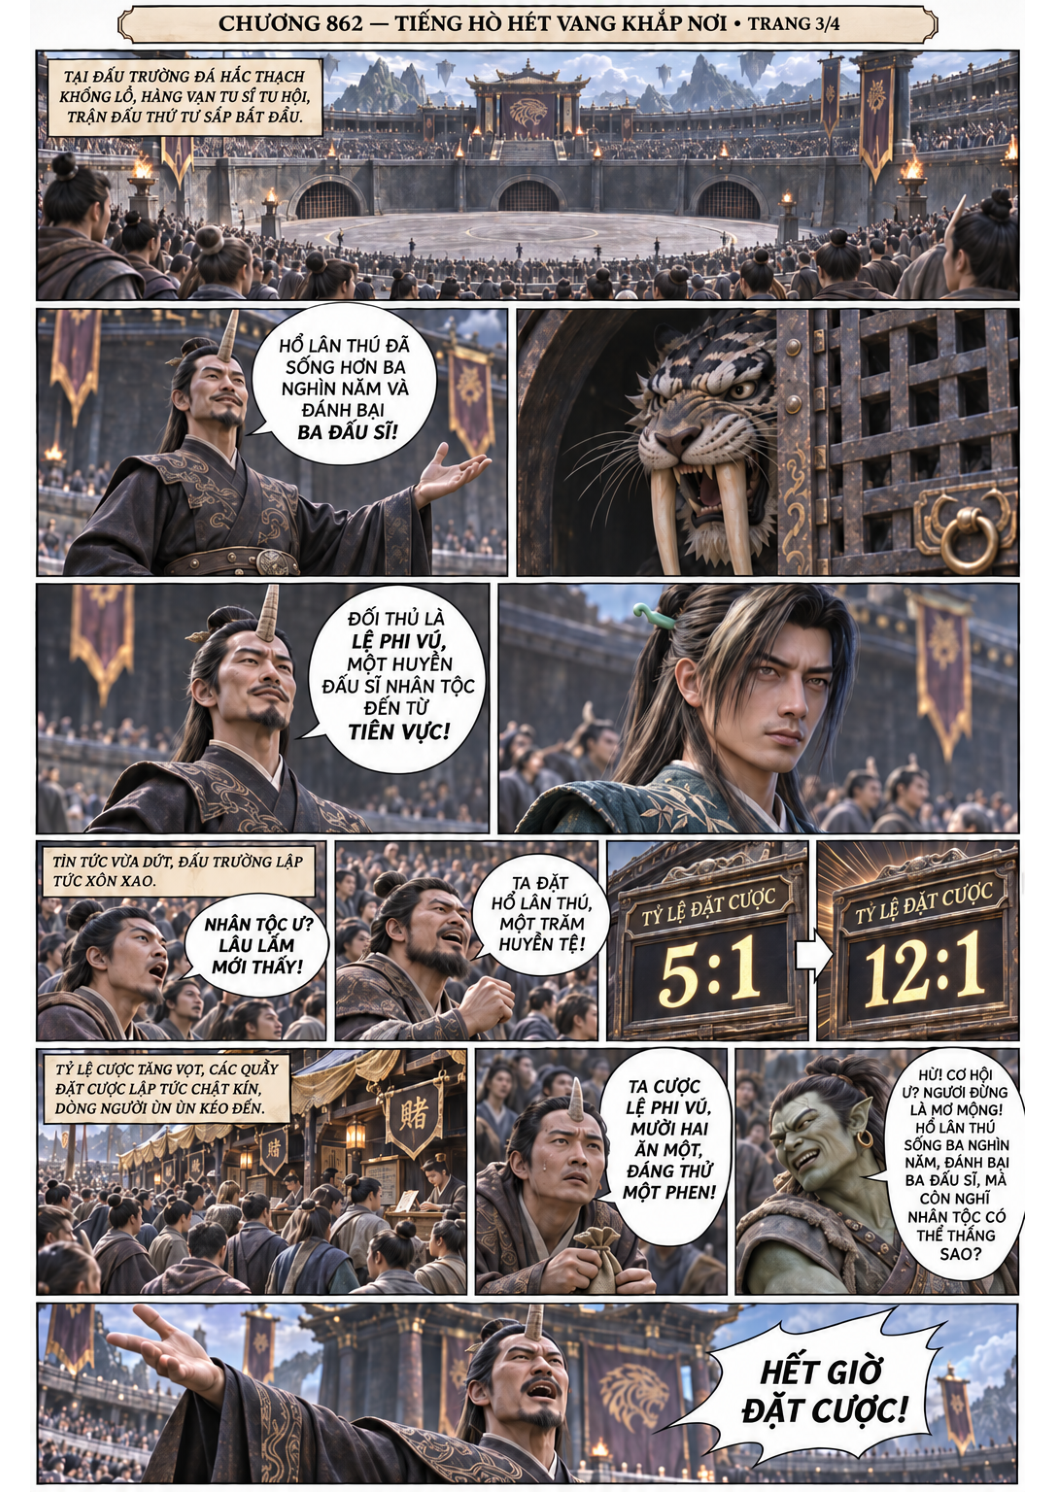 CHƯƠNG 862 — TIẾNG HÒ HÉT VANG KHẮP NƠI • TRANG 3/4
TẠI ĐẤU TRƯỜNG ĐÁ HẮC THẠCH
KHỔNG LỒ, HÀNG VẠN TU SĨ TU HỘI,
TRẬN ĐẤU THỨ TƯ SẮP BẮT ĐẦU.
HỔ LÂN THÚ ĐÃ
SỐNG HƠN BA
NGHÌN NĂM VÀ
ĐÁNH BẠI
BA ĐẤU SĨ!
ĐỐI THỦ LÀ
LỆ PHI VŨ,
MỘT HUYỀN
ĐẤU SĨ NHÂN TỘC
ĐẾN TỪ
TIÊN VỰC!
TIN TỨC VỪA DỨT, ĐẤU TRƯỜNG LẬP
TỨC XÔN XAO.
NHÂN TỘC Ư?
LÂU LẮM
MỚI THẤY!
TA ĐẶT
HỔ LÂN THÚ,
MỘT TRĂM
HUYỀN TỆ!
TỶ LỆ ĐẶT CƯỢC
5:1
TỶ LỆ ĐẶT CƯỢC
12:1
TỶ LỆ CƯỢC TĂNG VỌT, CÁC QUẦY
ĐẶT CƯỢC LẬP TỨC CHẬT KÍN,
DÒNG NGƯỜI ÙN ÙN KÉO ĐẾN.
賭
賭
TA CƯỢC
LỆ PHI VŨ,
MƯỜI HAI
ĂN MỘT,
ĐÁNG THỬ
MỘT PHEN!
HỪ! CƠ HỘI
Ư? NGƯƠI ĐỪNG
LÀ MƠ MỘNG!
HỔ LÂN THÚ
SỐNG BA NGHÌN
NĂM, ĐÁNH BẠI
BA ĐẤU SĨ, MÀ
CÒN NGHĨ
NHÂN TỘC CÓ
THỂ THẮNG
SAO?
HẾT GIỜ
ĐẶT CƯỢC!